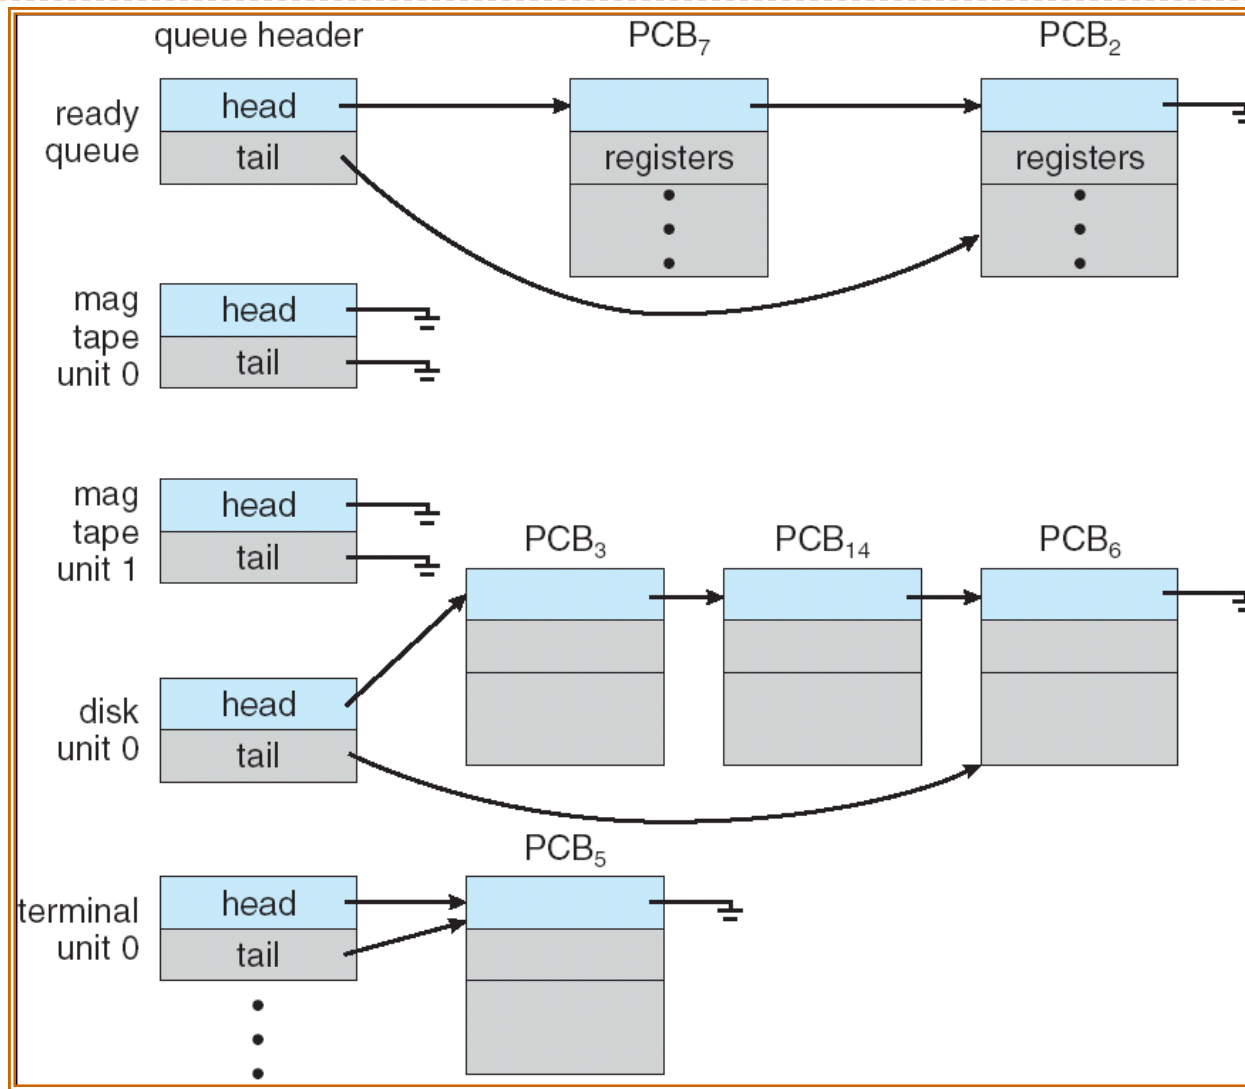 queue header
PCB₇
PCB₂
ready
queue
head
tail
registers
registers
mag
tape
unit 0
head
tail
mag
tape
unit 1
head
tail
PCB₃
PCB₁₄
PCB₆
disk
unit 0
head
tail
PCB₅
terminal
unit 0
head
tail